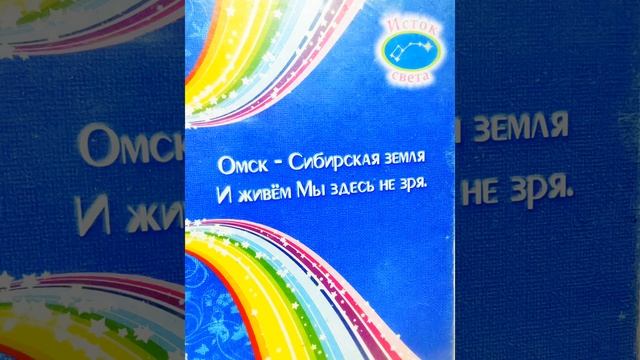 Исток
света
Омск - Сибирская земля
И живём Мы здесь не зря.